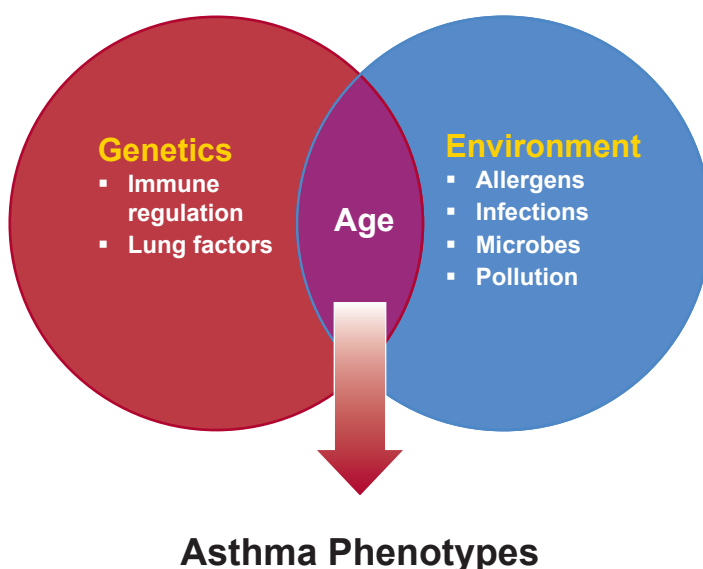 Genetics
▪ Immune
regulation
▪ Lung factors
Age
Environment
▪ Allergens
▪ Infections
▪ Microbes
▪ Pollution
Asthma Phenotypes